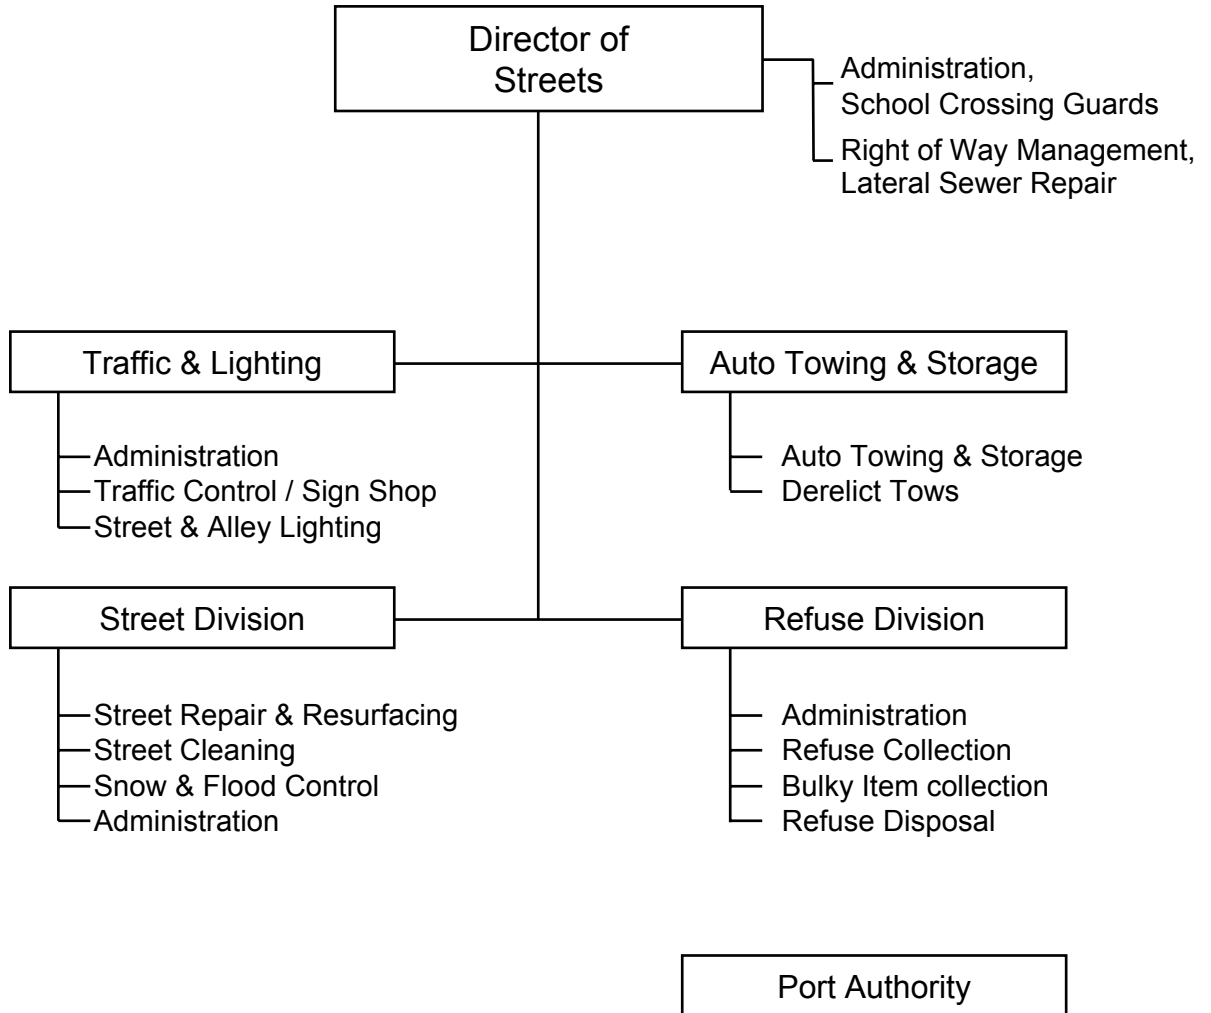 Director of
Streets
Administration,
School Crossing Guards
Right of Way Management,
Lateral Sewer Repair
Traffic & Lighting
Administration
Traffic Control / Sign Shop
Street & Alley Lighting
Auto Towing & Storage
Auto Towing & Storage
Derelict Tows
Street Division
Street Repair & Resurfacing
Street Cleaning
Snow & Flood Control
Administration
Refuse Division
Administration
Refuse Collection
Bulky Item collection
Refuse Disposal
Port Authority